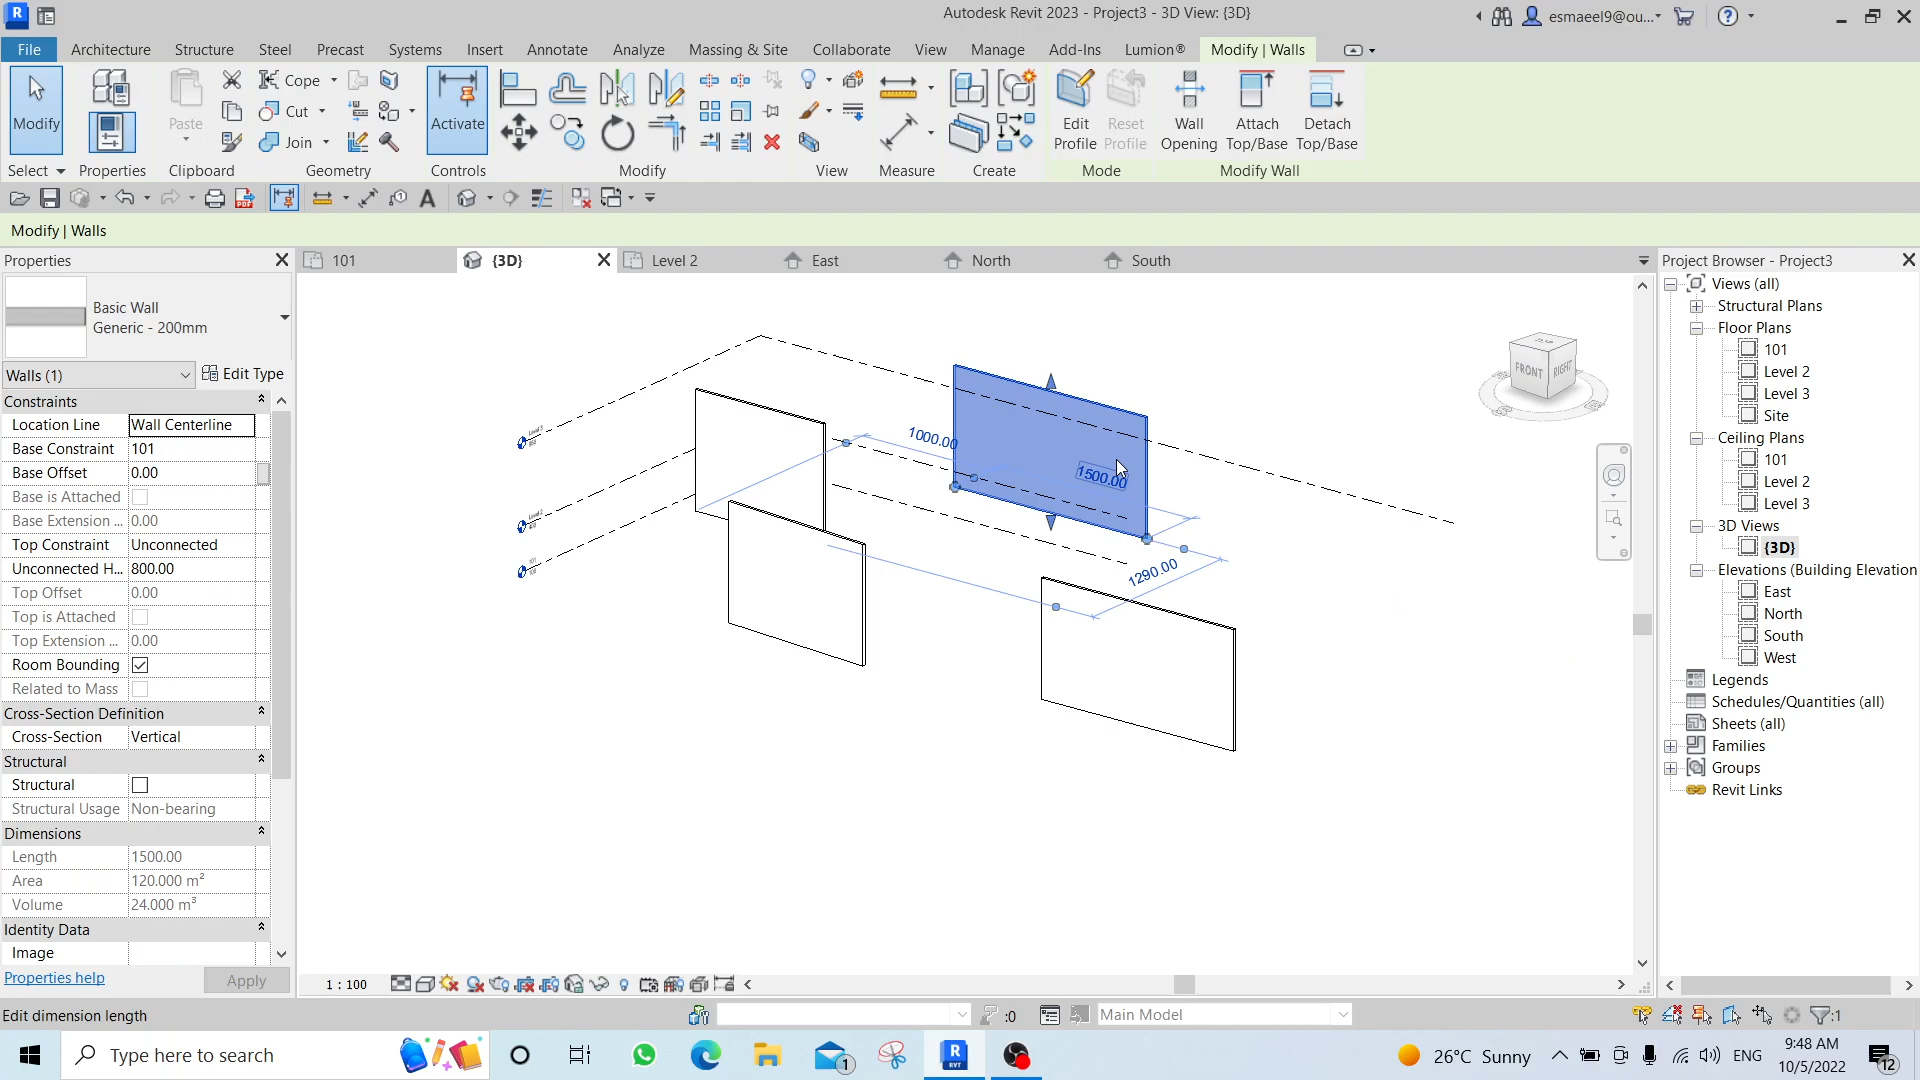 Autodesk Revit 2023 - Project3 - 3D View: {3D}
esmaeel9@ou...
File Architecture Structure Steel Precast Systems Insert Annotate Analyze Massing & Site Collaborate View Manage Add-Ins Lumion® Modify | Walls
Modify
Paste
Cope
Cut
Join
Activate
Edit Profile
Reset Profile
Wall Opening
Attach Top/Base
Detach Top/Base
Select Properties Clipboard Geometry Controls Modify View Measure Create Mode Modify Wall
Modify | Walls
Properties
101 {3D} Level 2 East North South
Project Browser - Project3
Basic Wall
Generic - 200mm
Walls (1) Edit Type
Constraints
Location Line Wall Centerline
Base Constraint 101
Base Offset 0.00
Base is Attached
Base Extension ... 0.00
Top Constraint Unconnected
Unconnected H... 800.00
Top Offset 0.00
Top is Attached
Top Extension ... 0.00
Room Bounding
Related to Mass
Cross-Section Definition
Cross-Section Vertical
Structural
Structural
Structural Usage Non-bearing
Dimensions
Length 1500.00
Area 120.000 m²
Volume 24.000 m³
Identity Data
Image
Properties help Apply
1000.00
1500.00
1290.00
FRONT RIGHT
Views (all)
Structural Plans
Floor Plans
101
Level 2
Level 3
Site
Ceiling Plans
101
Level 2
Level 3
3D Views
{3D}
Elevations (Building Elevation
East
North
South
West
Legends
Schedules/Quantities (all)
Sheets (all)
Families
Groups
Revit Links
1 : 100
Edit dimension length
:0
Main Model
:1
Type here to search
1
26°C Sunny
ENG
9:48 AM
10/5/2022
12